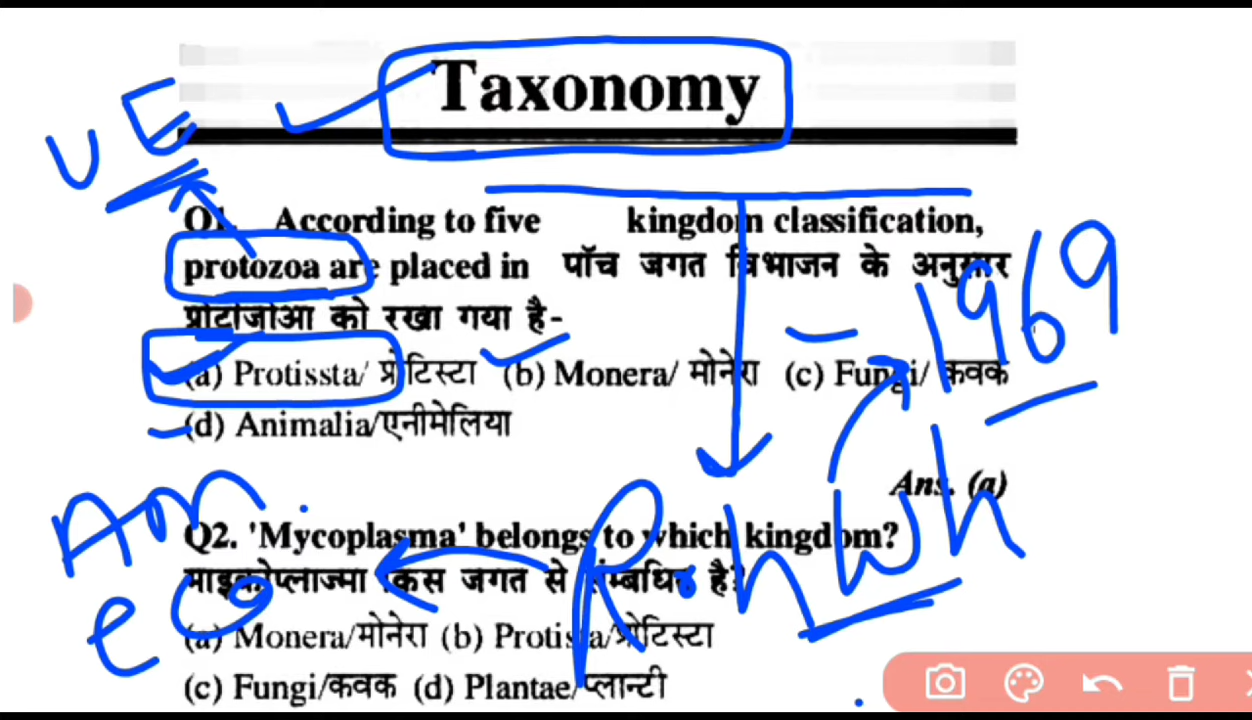 Taxonomy
UE
Q1. According to five kingdom classification,
protozoa are placed in पाँच जगत विभाजन के अनुसार
प्रोटोजोआ को रखा गया है-
1969
(a) Protissta/ प्रोटिस्टा (b) Monera/ मोनेरा (c) Fungi/ कवक
(d) Animalia/एनीमेलिया
Ans. (a)
R.h Wh
Q2. 'Mycoplasma' belongs to which kingdom?
माइकोप्लाज्मा किस जगत से संम्बधित है?
(a) Monera/मोनेरा (b) Protista/प्रोटिस्टा
(c) Fungi/कवक (d) Plantae/प्लान्टी